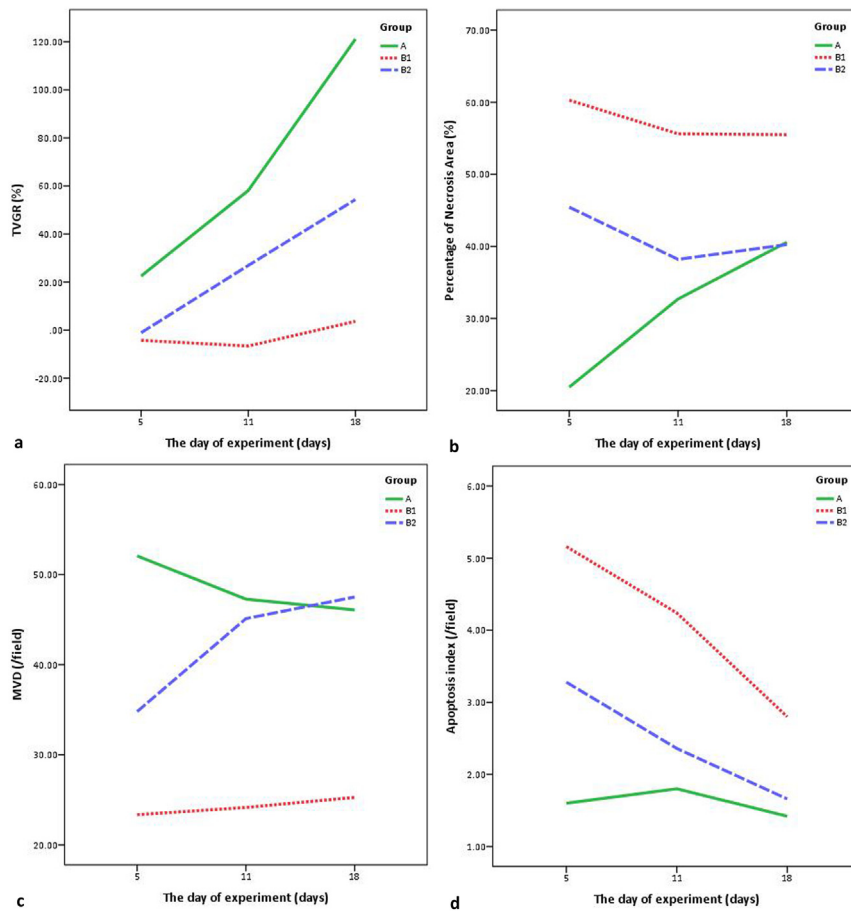 Group
A
B1
B2
120.00
100.00
80.00
60.00
40.00
20.00
.00
-20.00
TVGR (%)
5
11
18
The day of experiment (days)
a
Group
A
B1
B2
70.00
60.00
50.00
40.00
30.00
20.00
Percentage of Necrosis Area (%)
5
11
18
The day of experiment (days)
b
Group
A
B1
B2
60.00
50.00
40.00
30.00
20.00
MVD (/field)
5
11
18
The day of experiment (days)
c
Group
A
B1
B2
6.00
5.00
4.00
3.00
2.00
1.00
Apoptosis index (/field)
5
11
18
The day of experiment (days)
d